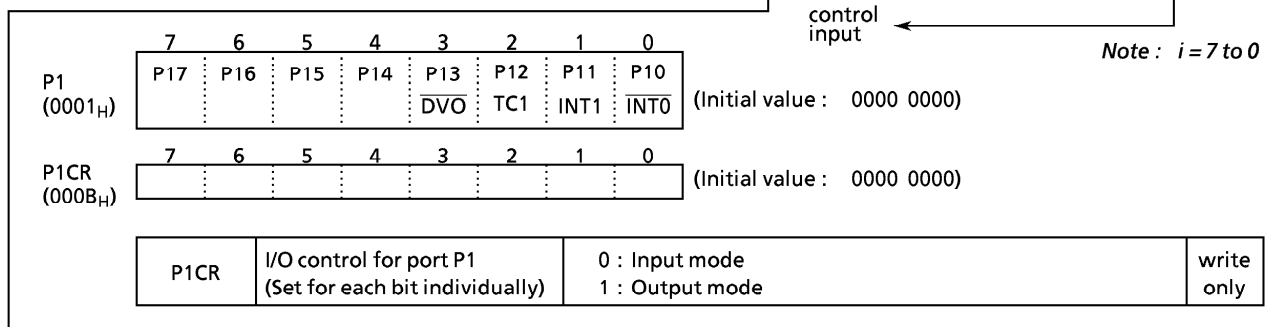 control
input
Note : i = 7 to 0
7 6 5 4 3 2 1 0
P1
(0001H)
P17 P16 P15 P14 P13 P12 P11 P10
DVO TC1 INT1 INT0
(Initial value : 0000 0000)
7 6 5 4 3 2 1 0
P1CR
(000BH)
(Initial value : 0000 0000)
P1CR
I/O control for port P1
(Set for each bit individually)
0 : Input mode
1 : Output mode
write
only